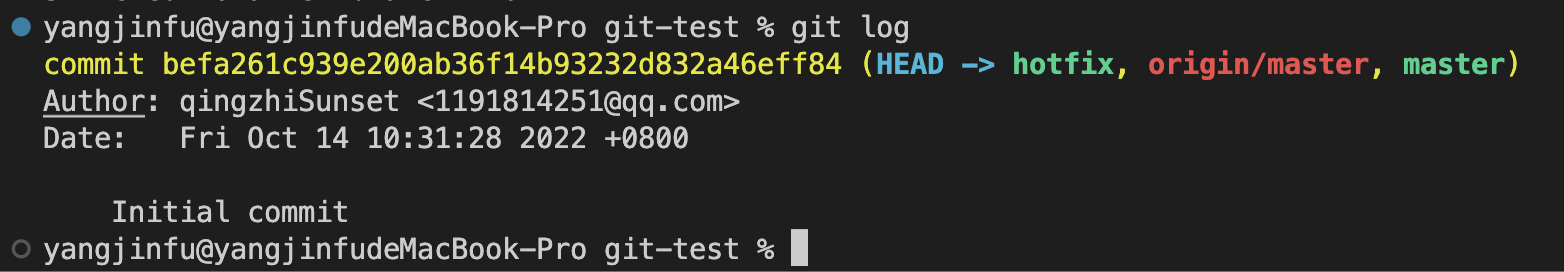 yangjinfu@yangjinfudeMacBook-Pro git-test % git log
commit befa261c939e200ab36f14b93232d832a46eff84 (HEAD -> hotfix, origin/master, master)
Author: qingzhiSunset <1191814251@qq.com>
Date:   Fri Oct 14 10:31:28 2022 +0800
Initial commit
yangjinfu@yangjinfudeMacBook-Pro git-test %